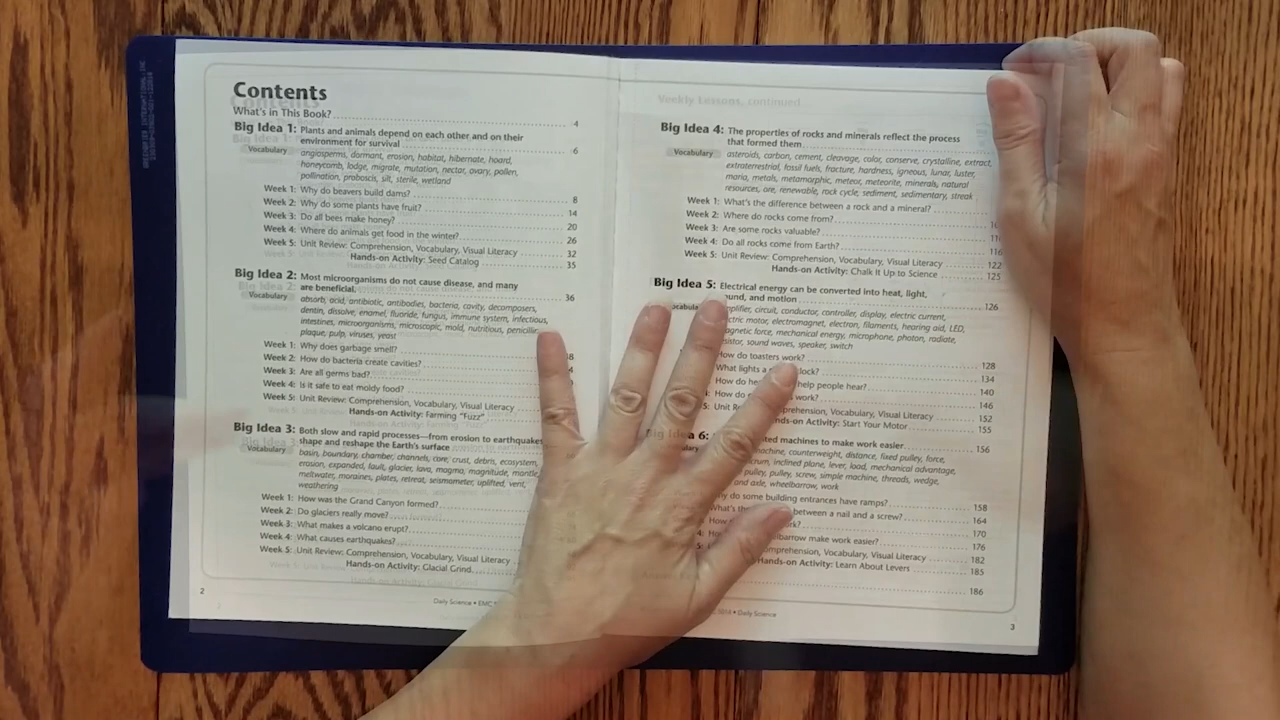 Contents
What's in This Book? 4
Big Idea 1: Plants and animals depend on each other and on their
environment for survival 6
Vocabulary angiosperms, dormant, erosion, habitat, hibernate, hoard,
honeycomb, lodge, migrate, mutation, nectar, ovary, pollen,
pollination, proboscis, silt, sterile, wetland
Week 1: Why do beavers build dams? 8
Week 2: Why do some plants have fruit? 14
Week 3: Do all bees make honey? 20
Week 4: Where do animals get food in the winter? 26
Week 5: Unit Review: Comprehension, Vocabulary, Visual Literacy 32
Hands-on Activity: Seed Catalog 35
Big Idea 2: Most microorganisms do not cause disease, and many
are beneficial. 36
Vocabulary absorb, acid, antibiotic, antibodies, bacteria, cavity, decomposers,
dentin, dissolve, enamel, fluoride, fungus, immune system, infectious,
intestines, microorganisms, microscopic, mold, nutritious,
plaque, pulp, viruses, yeast
Week 1: Why does garbage smell?
Week 2: How do bacteria create cavities?
Week 3: Are all germs bad?
Week 4: Is it safe to eat moldy food?
Week 5: Unit Review: Comprehension, Vocabulary, Visual Literacy
Hands-on Activity: Farming "Fuzz"
Big Idea 3: Both slow and rapid processes—from erosion to earthquakes
shape and reshape the Earth's surface
Vocabulary basin, boundary, chamber, channels, core, crust, debris, ecosystem,
erosion, expanded, fault, glacier, lava, magma, magnitude, mantle,
meltwater, moraines, plates, retreat, seismometer, uplifted, vent,
weathering
Week 1: How was the Grand Canyon formed?
Week 2: Do glaciers really move?
Week 3: What makes a volcano erupt?
Week 4: What causes earthquakes?
Week 5: Unit Review: Comprehension, Vocabulary, Visual Literacy
Hands-on Activity: Glacial Grind
2
Daily Science • EMC
Weekly Lessons, continued
Big Idea 4: The properties of rocks and minerals reflect the process
that formed them
Vocabulary asteroids, carbon, cement, cleavage, color, conserve, crystalline, extract,
extraterrestrial, fossil fuels, fracture, hardness, igneous, lunar, luster,
maria, metals, metamorphic, meteor, meteorite, minerals, natural
resources, ore, renewable, rock cycle, sediment, sedimentary, streak
Week 1: What's the difference between a rock and a mineral?
Week 2: Where do rocks come from?
Week 3: Are some rocks valuable?
Week 4: Do all rocks come from Earth? 116
Week 5: Unit Review: Comprehension, Vocabulary, Visual Literacy 122
Hands-on Activity: Chalk It Up to Science 125
Big Idea 5: Electrical energy can be converted into heat, light,
and motion 126
circuit, conductor, controller, display, electric current,
motor, electromagnet, electron, filaments, hearing aid, LED,
force, mechanical energy, microphone, photon, radiate,
sound waves, speaker, switch
How do toasters work? 128
What lights a 134
How do help people hear? 140
How do work? 146
Vocabulary, Visual Literacy 152
Activity: Start Your Motor 155
Big Idea 6: machines to make work easier 156
counterweight, distance, fixed pulley, force,
inclined plane, lever, load, mechanical advantage,
pulley, pulley, screw, simple machine, threads, wedge,
and axle, wheelbarrow, work
do some building entrances have ramps? 158
between a nail and a screw? 164
170
make work easier? 176
Vocabulary, Visual Literacy 182
Hands-on Activity: Learn About Levers 185
186
Daily Science
3